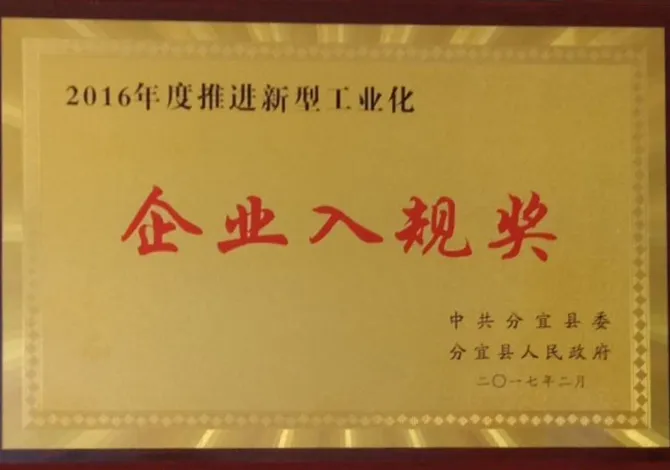 2016年度推进新型工业化
企业入规奖
中共分宜县委
分宜县人民政府
二〇一七年二月